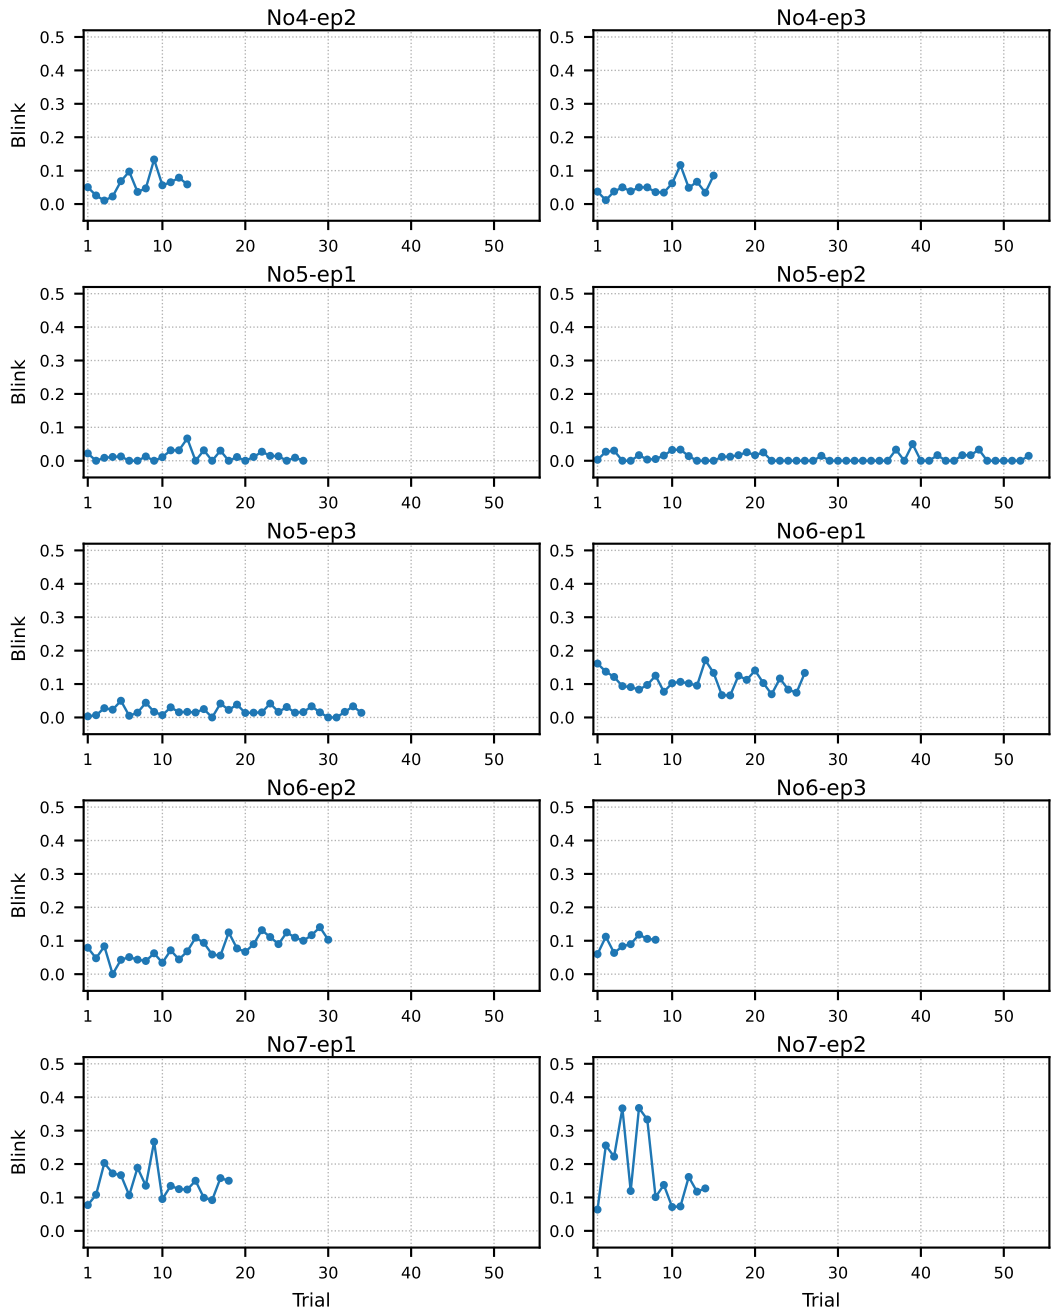 No4-ep2 No4-ep3
0.5 0.5
0.4 0.4
0.3 0.3
Blink
0.2 0.2
0.1 0.1
0.0 0.0
1 10 20 30 40 50 1 10 20 30 40 50
No5-ep1 No5-ep2
0.5 0.5
0.4 0.4
0.3 0.3
Blink
0.2 0.2
0.1 0.1
0.0 0.0
1 10 20 30 40 50 1 10 20 30 40 50
No5-ep3 No6-ep1
0.5 0.5
0.4 0.4
0.3 0.3
Blink
0.2 0.2
0.1 0.1
0.0 0.0
1 10 20 30 40 50 1 10 20 30 40 50
No6-ep2 No6-ep3
0.5 0.5
0.4 0.4
0.3 0.3
Blink
0.2 0.2
0.1 0.1
0.0 0.0
1 10 20 30 40 50 1 10 20 30 40 50
No7-ep1 No7-ep2
0.5 0.5
0.4 0.4
0.3 0.3
Blink
0.2 0.2
0.1 0.1
0.0 0.0
1 10 20 30 40 50 1 10 20 30 40 50
Trial Trial